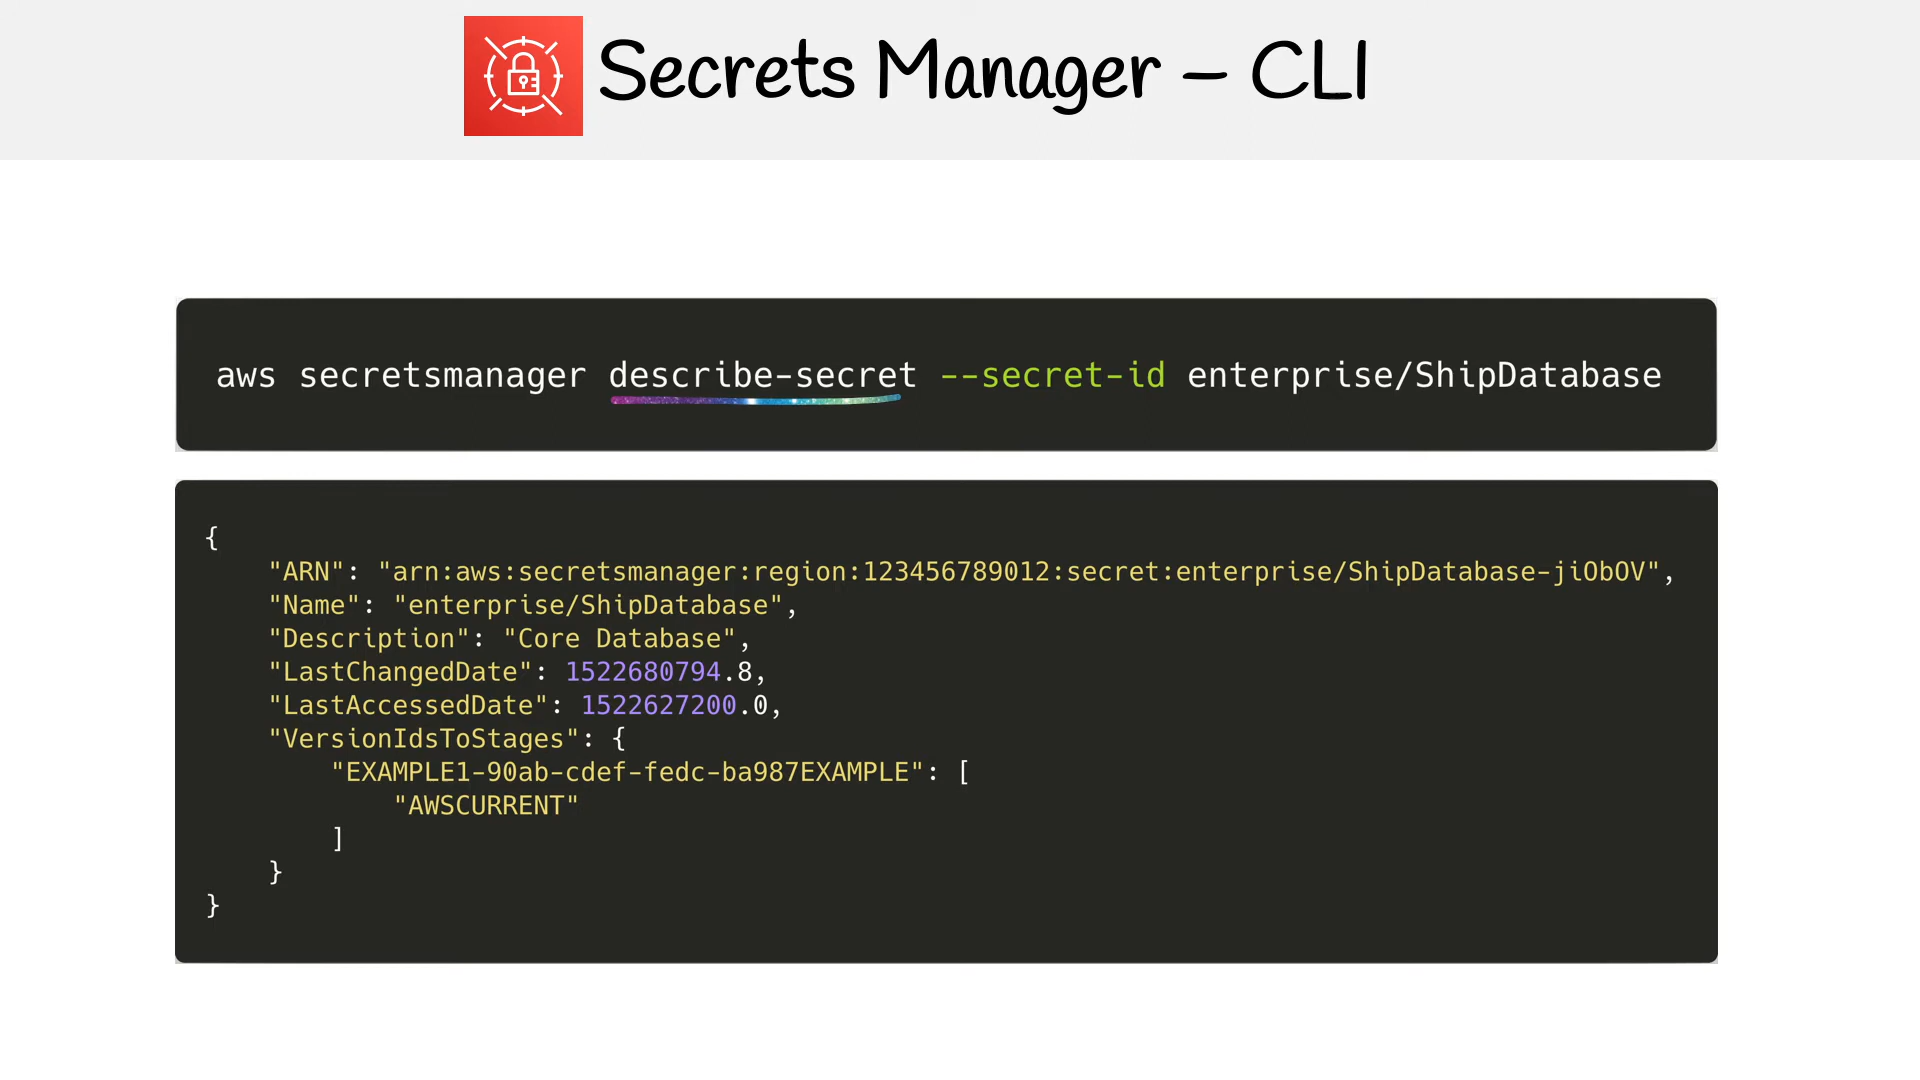 Secrets Manager – CLI
aws secretsmanager describe-secret --secret-id enterprise/ShipDatabase
{
    "ARN": "arn:aws:secretsmanager:region:123456789012:secret:enterprise/ShipDatabase-jiObOV",
    "Name": "enterprise/ShipDatabase",
    "Description": "Core Database",
    "LastChangedDate": 1522680794.8,
    "LastAccessedDate": 1522627200.0,
    "VersionIdsToStages": {
        "EXAMPLE1-90ab-cdef-fedc-ba987EXAMPLE": [
            "AWSCURRENT"
        ]
    }
}